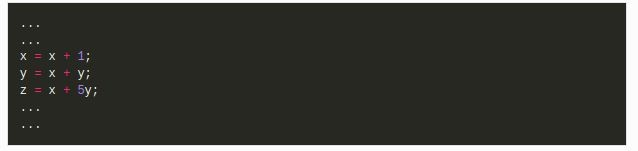 ...
...
x = x + 1;
y = x + y;
z = x + 5y;
...
...